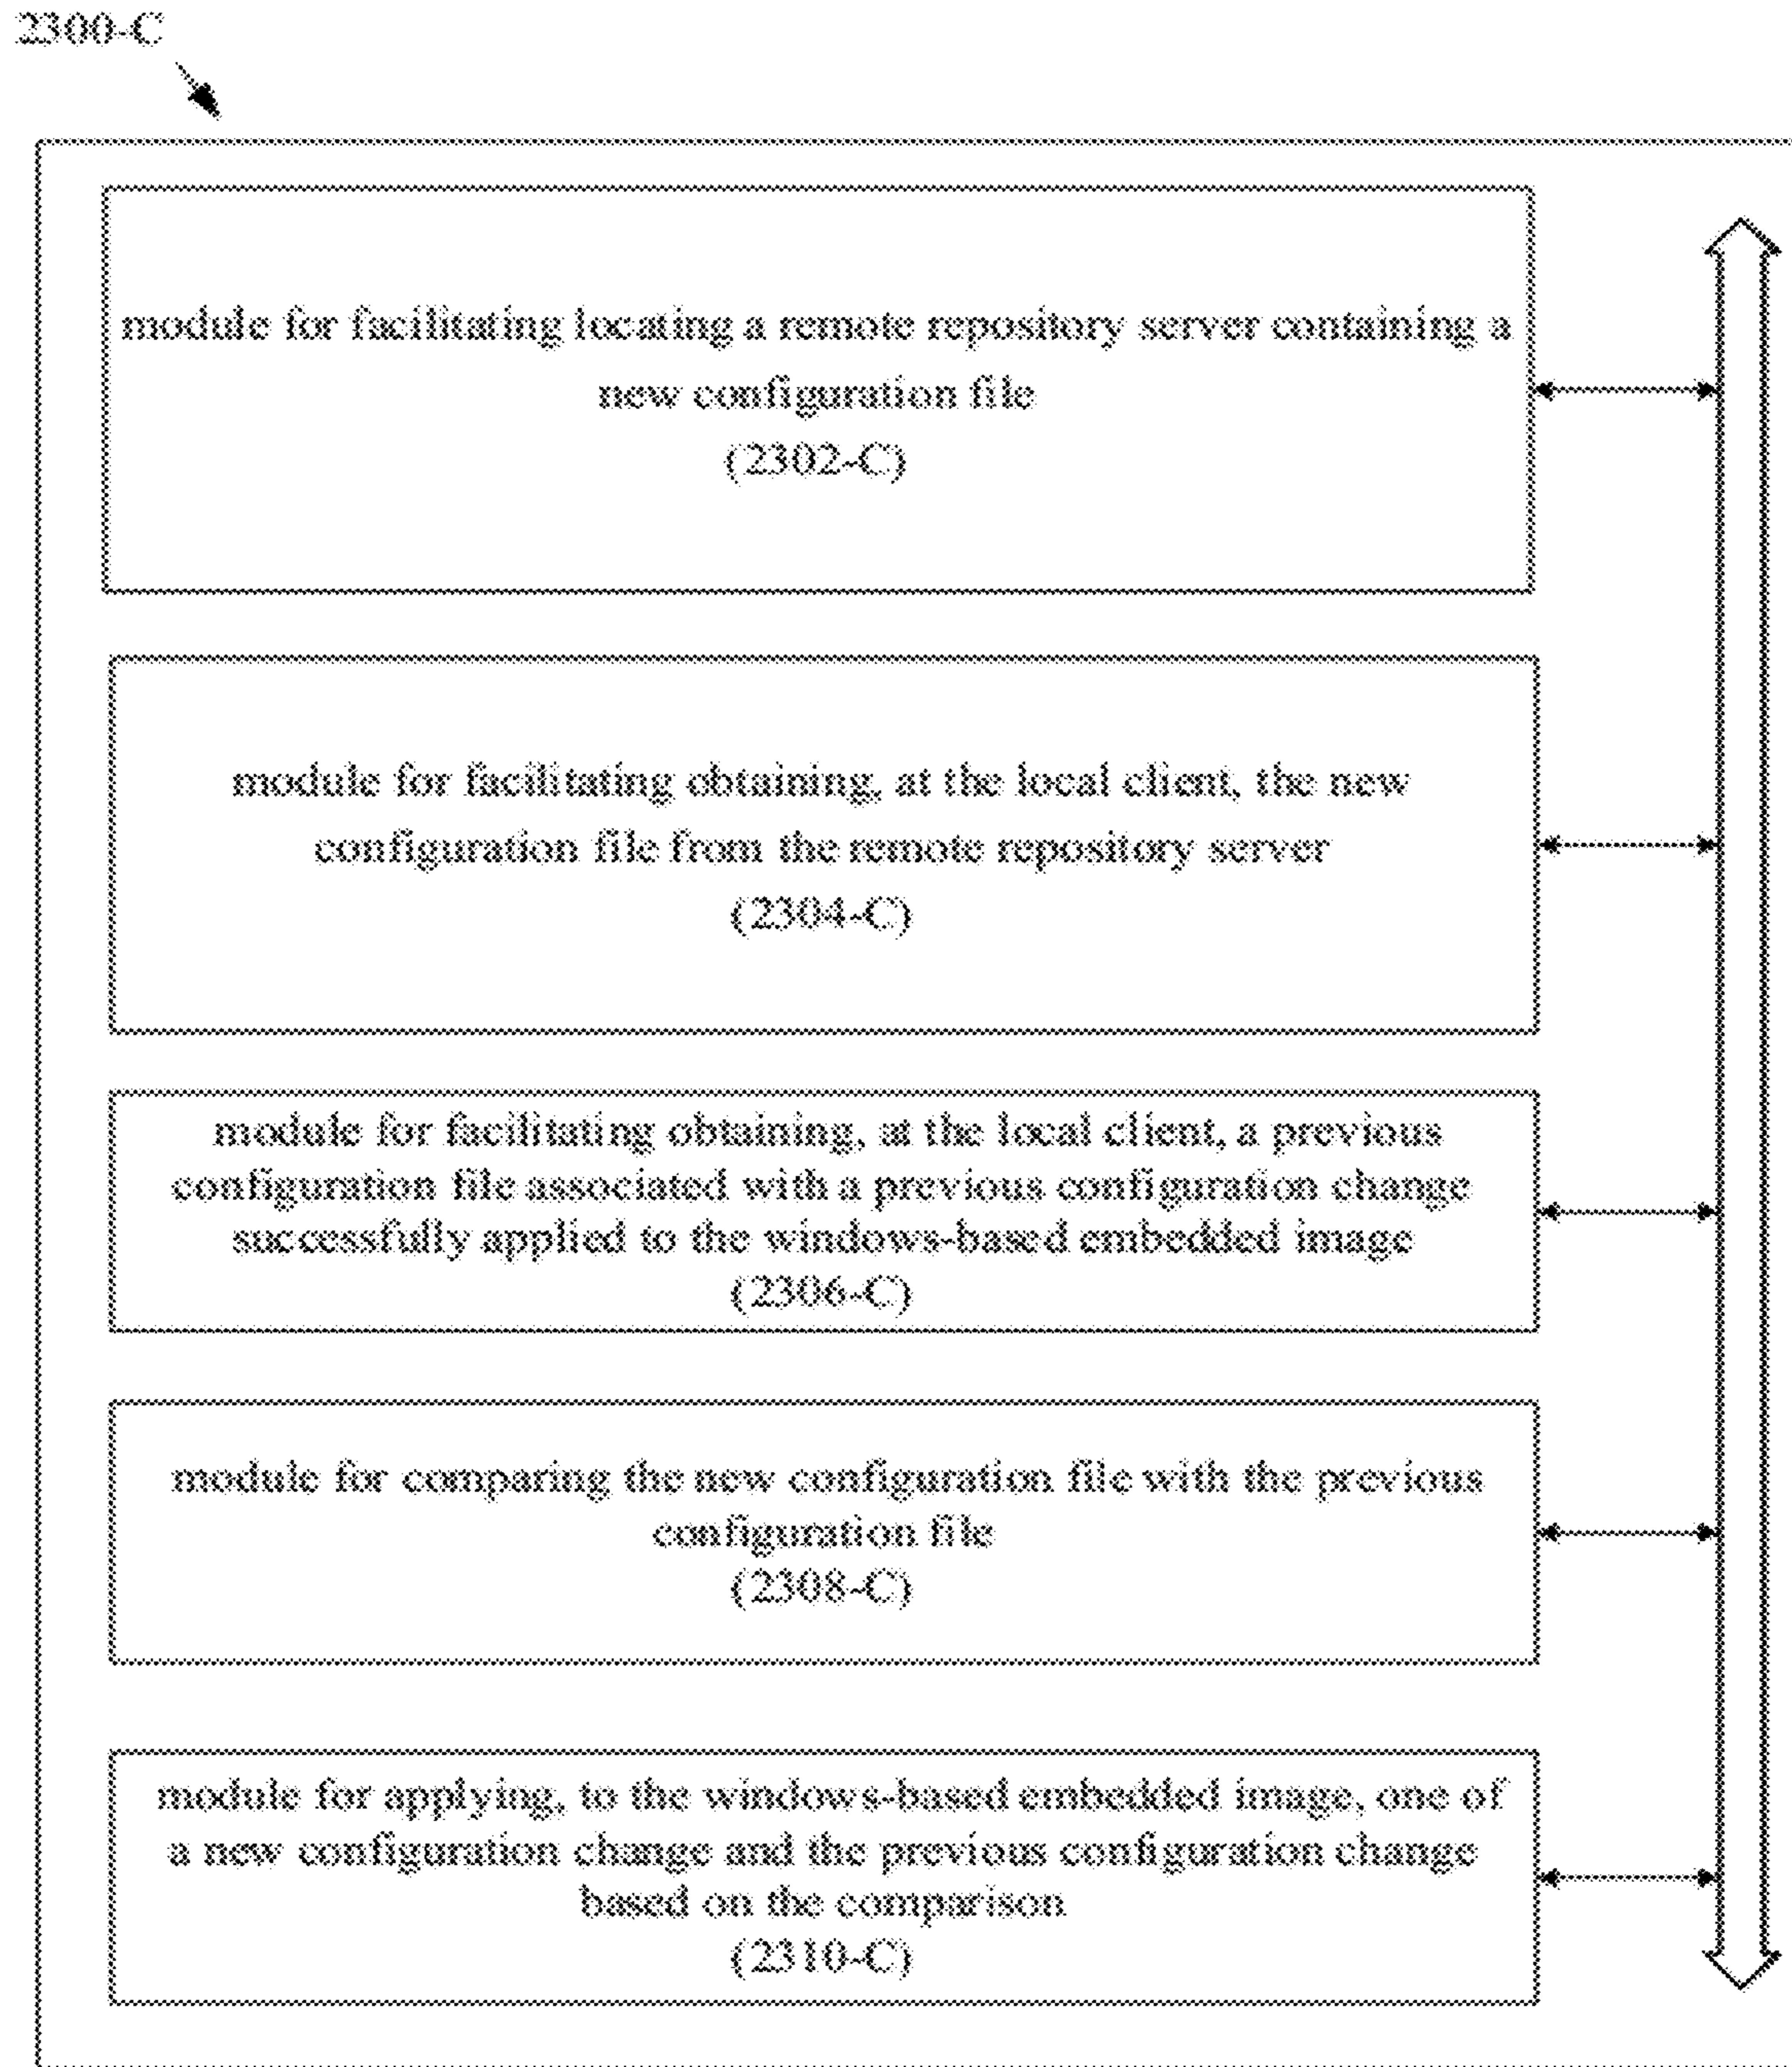 2300-C
module for facilitating locating a remote repository server containing a
new configuration file
(2302-C)
module for facilitating obtaining, at the local client, the new
configuration file from the remote repository server
(2304-C)
module for facilitating obtaining, at the local client, a previous
configuration file associated with a previous configuration change
successfully applied to the windows-based embedded image
(2306-C)
module for comparing the new configuration file with the previous
configuration file
(2308-C)
module for applying, to the windows-based embedded image, one of
a new configuration change and the previous configuration change
based on the comparison
(2310-C)